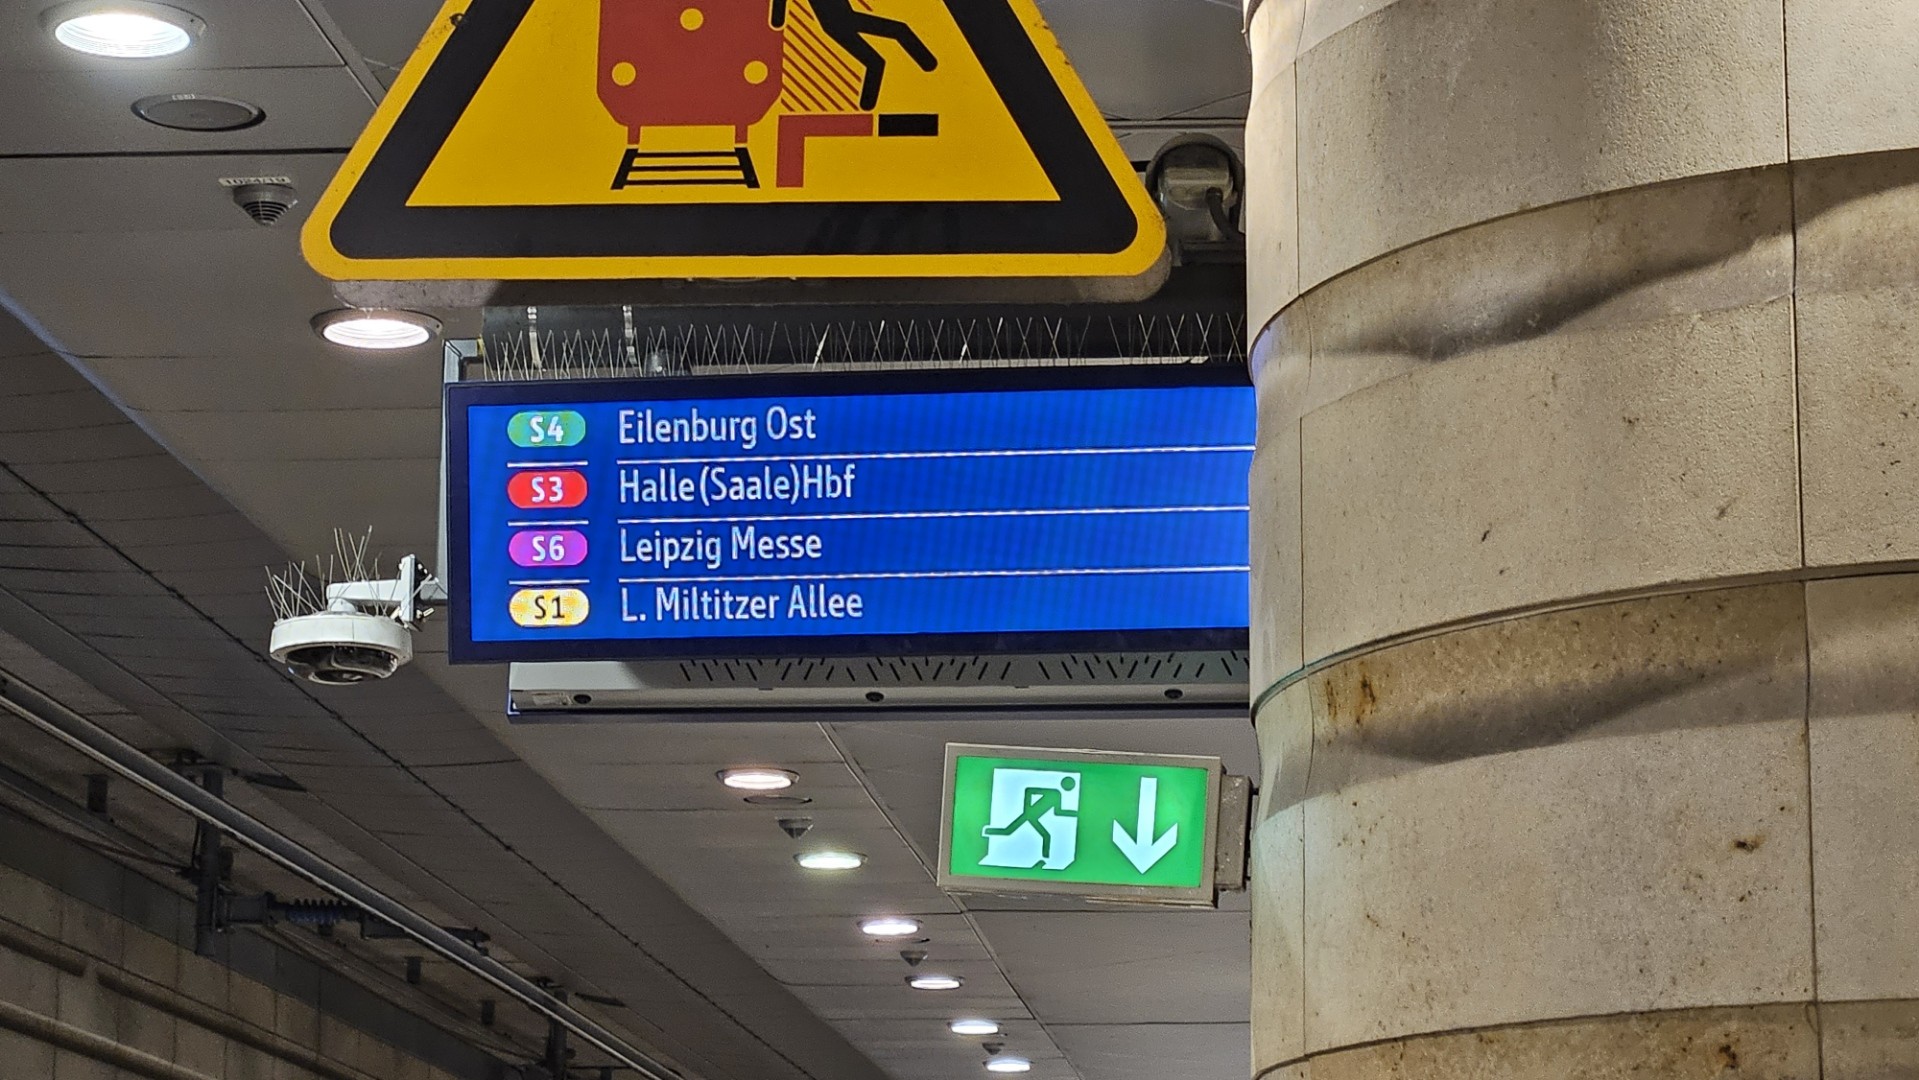 S4 Eilenburg Ost
S3 Halle(Saale)Hbf
S6 Leipzig Messe
S1 L. Miltitzer Allee